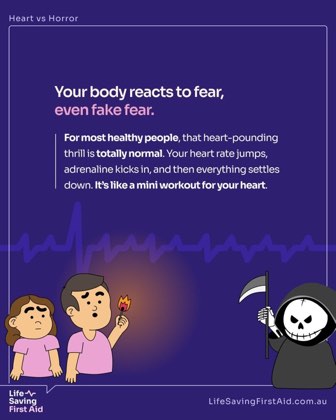 Heart vs Horror
Your body reacts to fear,
even fake fear.
For most healthy people, that heart-pounding
thrill is totally normal. Your heart rate jumps,
adrenaline kicks in, and then everything settles
down. It's like a mini workout for your heart.
Life
Saving
First Aid
LifeSavingFirstAid.com.au